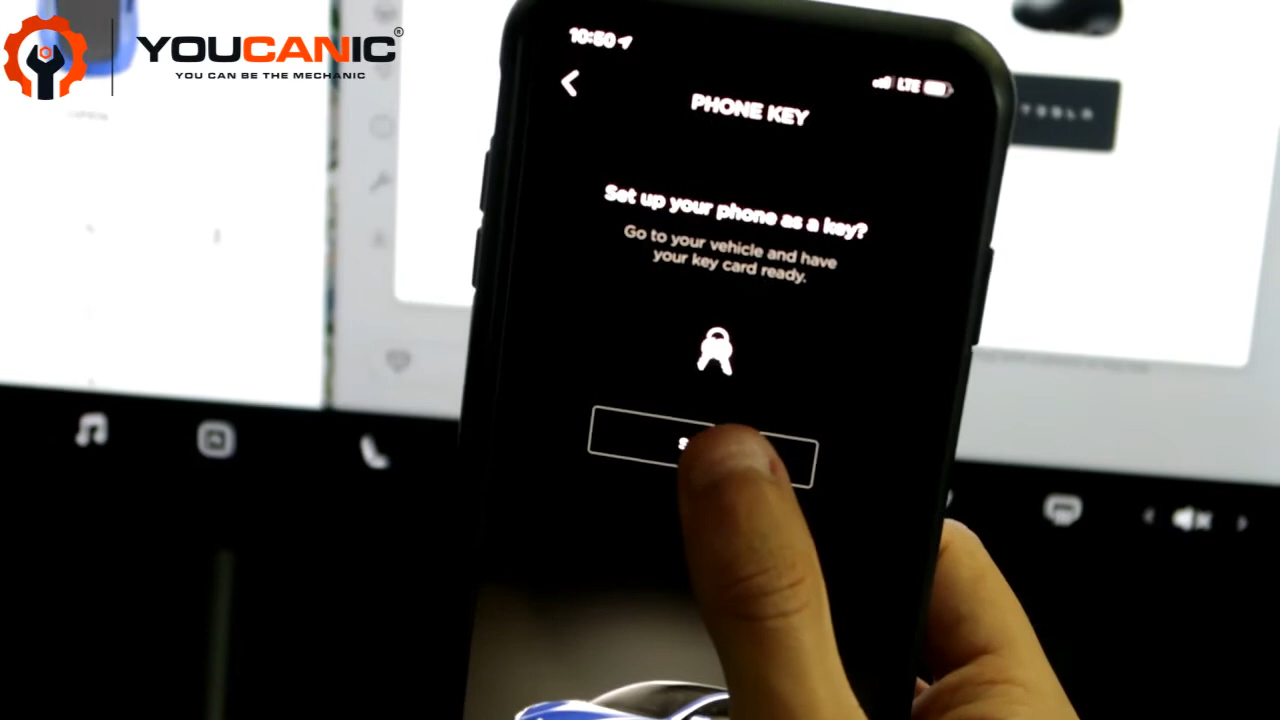 YOUCANIC®
YOU CAN BE THE MECHANIC
10:50
LTE
PHONE KEY
Set up your phone as a key?
Go to your vehicle and have
your key card ready.
TESLA